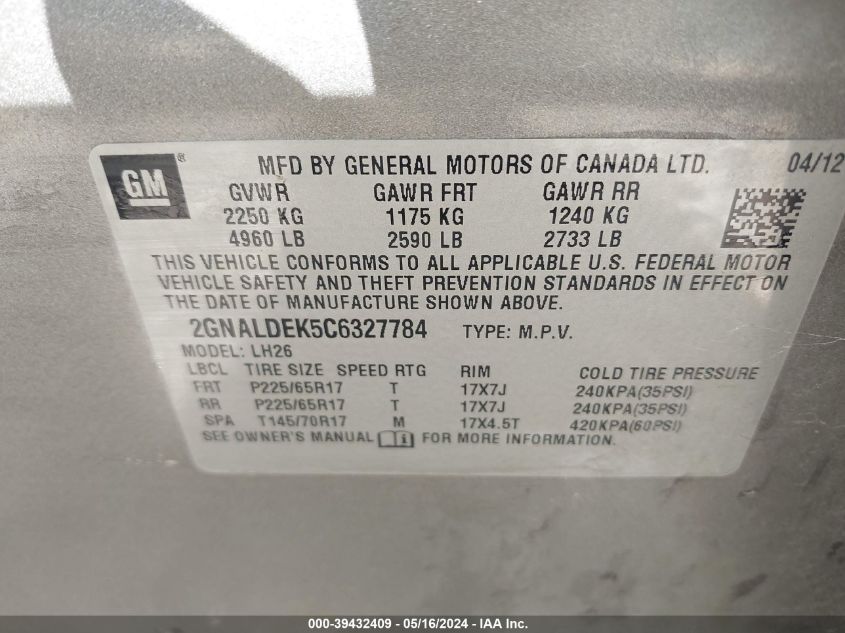 GM ® MFD BY GENERAL MOTORS OF CANADA LTD. 04/12
GVWR GAWR FRT GAWR RR
2250 KG 1175 KG 1240 KG
4960 LB 2590 LB 2733 LB
THIS VEHICLE CONFORMS TO ALL APPLICABLE U.S. FEDERAL MOTOR
VEHICLE SAFETY AND THEFT PREVENTION STANDARDS IN EFFECT ON
THE DATE OF MANUFACTURE SHOWN ABOVE.
2GNALDEK5C6327784 TYPE: M.P.V.
MODEL: LH26
LBCL TIRE SIZE SPEED RTG RIM COLD TIRE PRESSURE
FRT P225/65R17 T 17X7J 240KPA(35PSI)
RR P225/65R17 T 17X7J 240KPA(35PSI)
SPA T145/70R17 M 17X4.5T 420KPA(60PSI)
SEE OWNER'S MANUAL FOR MORE INFORMATION.
000-39432409 - 05/16/2024 - IAA Inc.